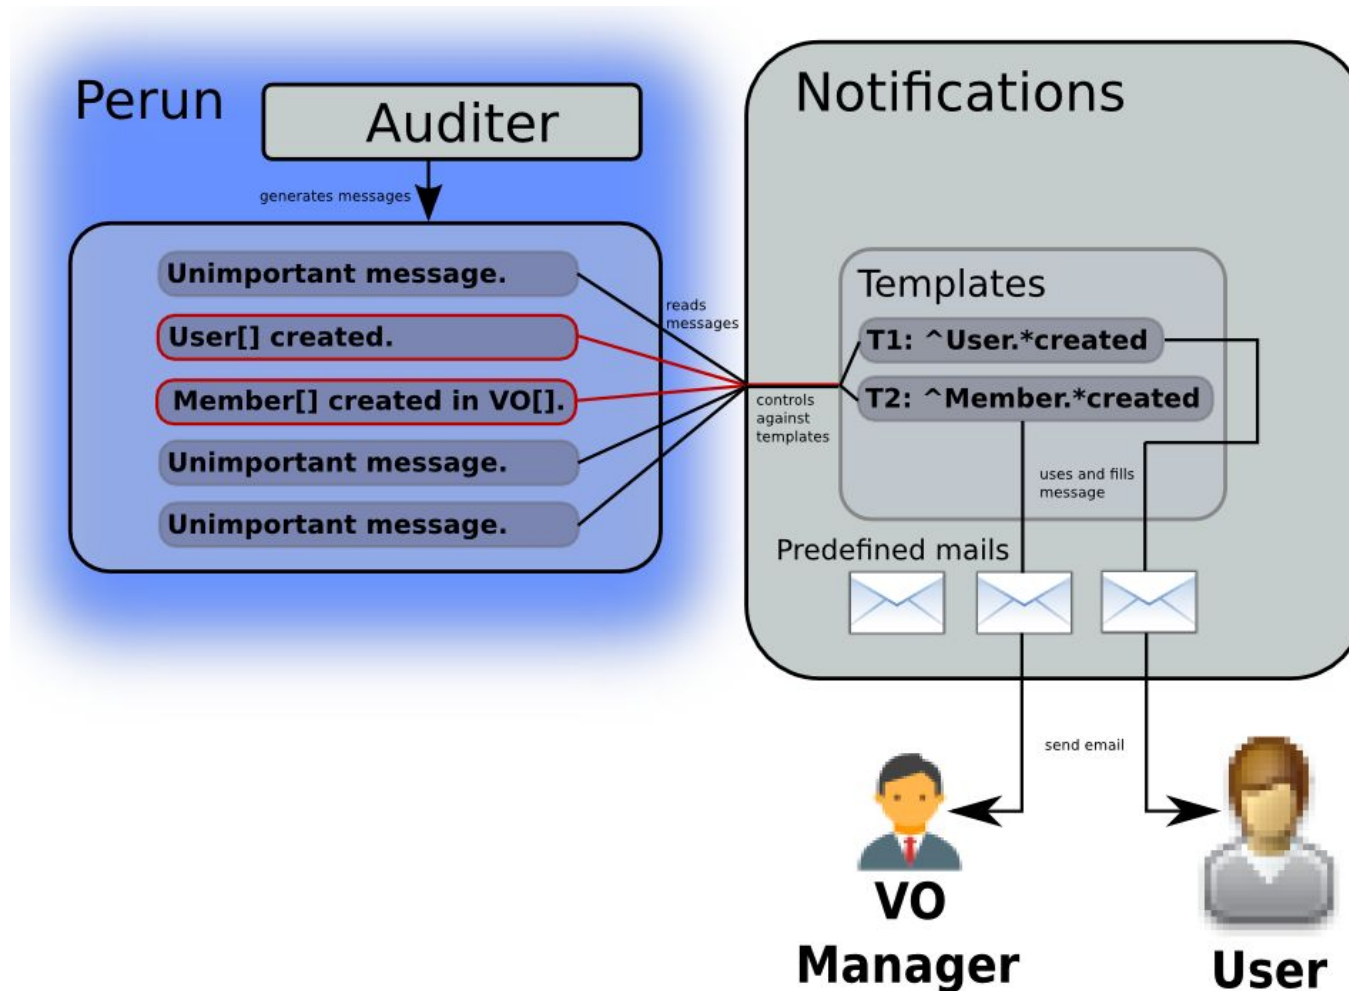 Perun
Auditer
generates messages
Unimportant message.
User[] created.
Member[] created in VO[].
Unimportant message.
Unimportant message.
reads
messages
Notifications
Templates
T1: ^User.*created
T2: ^Member.*created
controls
against
templates
uses and fills
message
Predefined mails
send email
VO
Manager
User